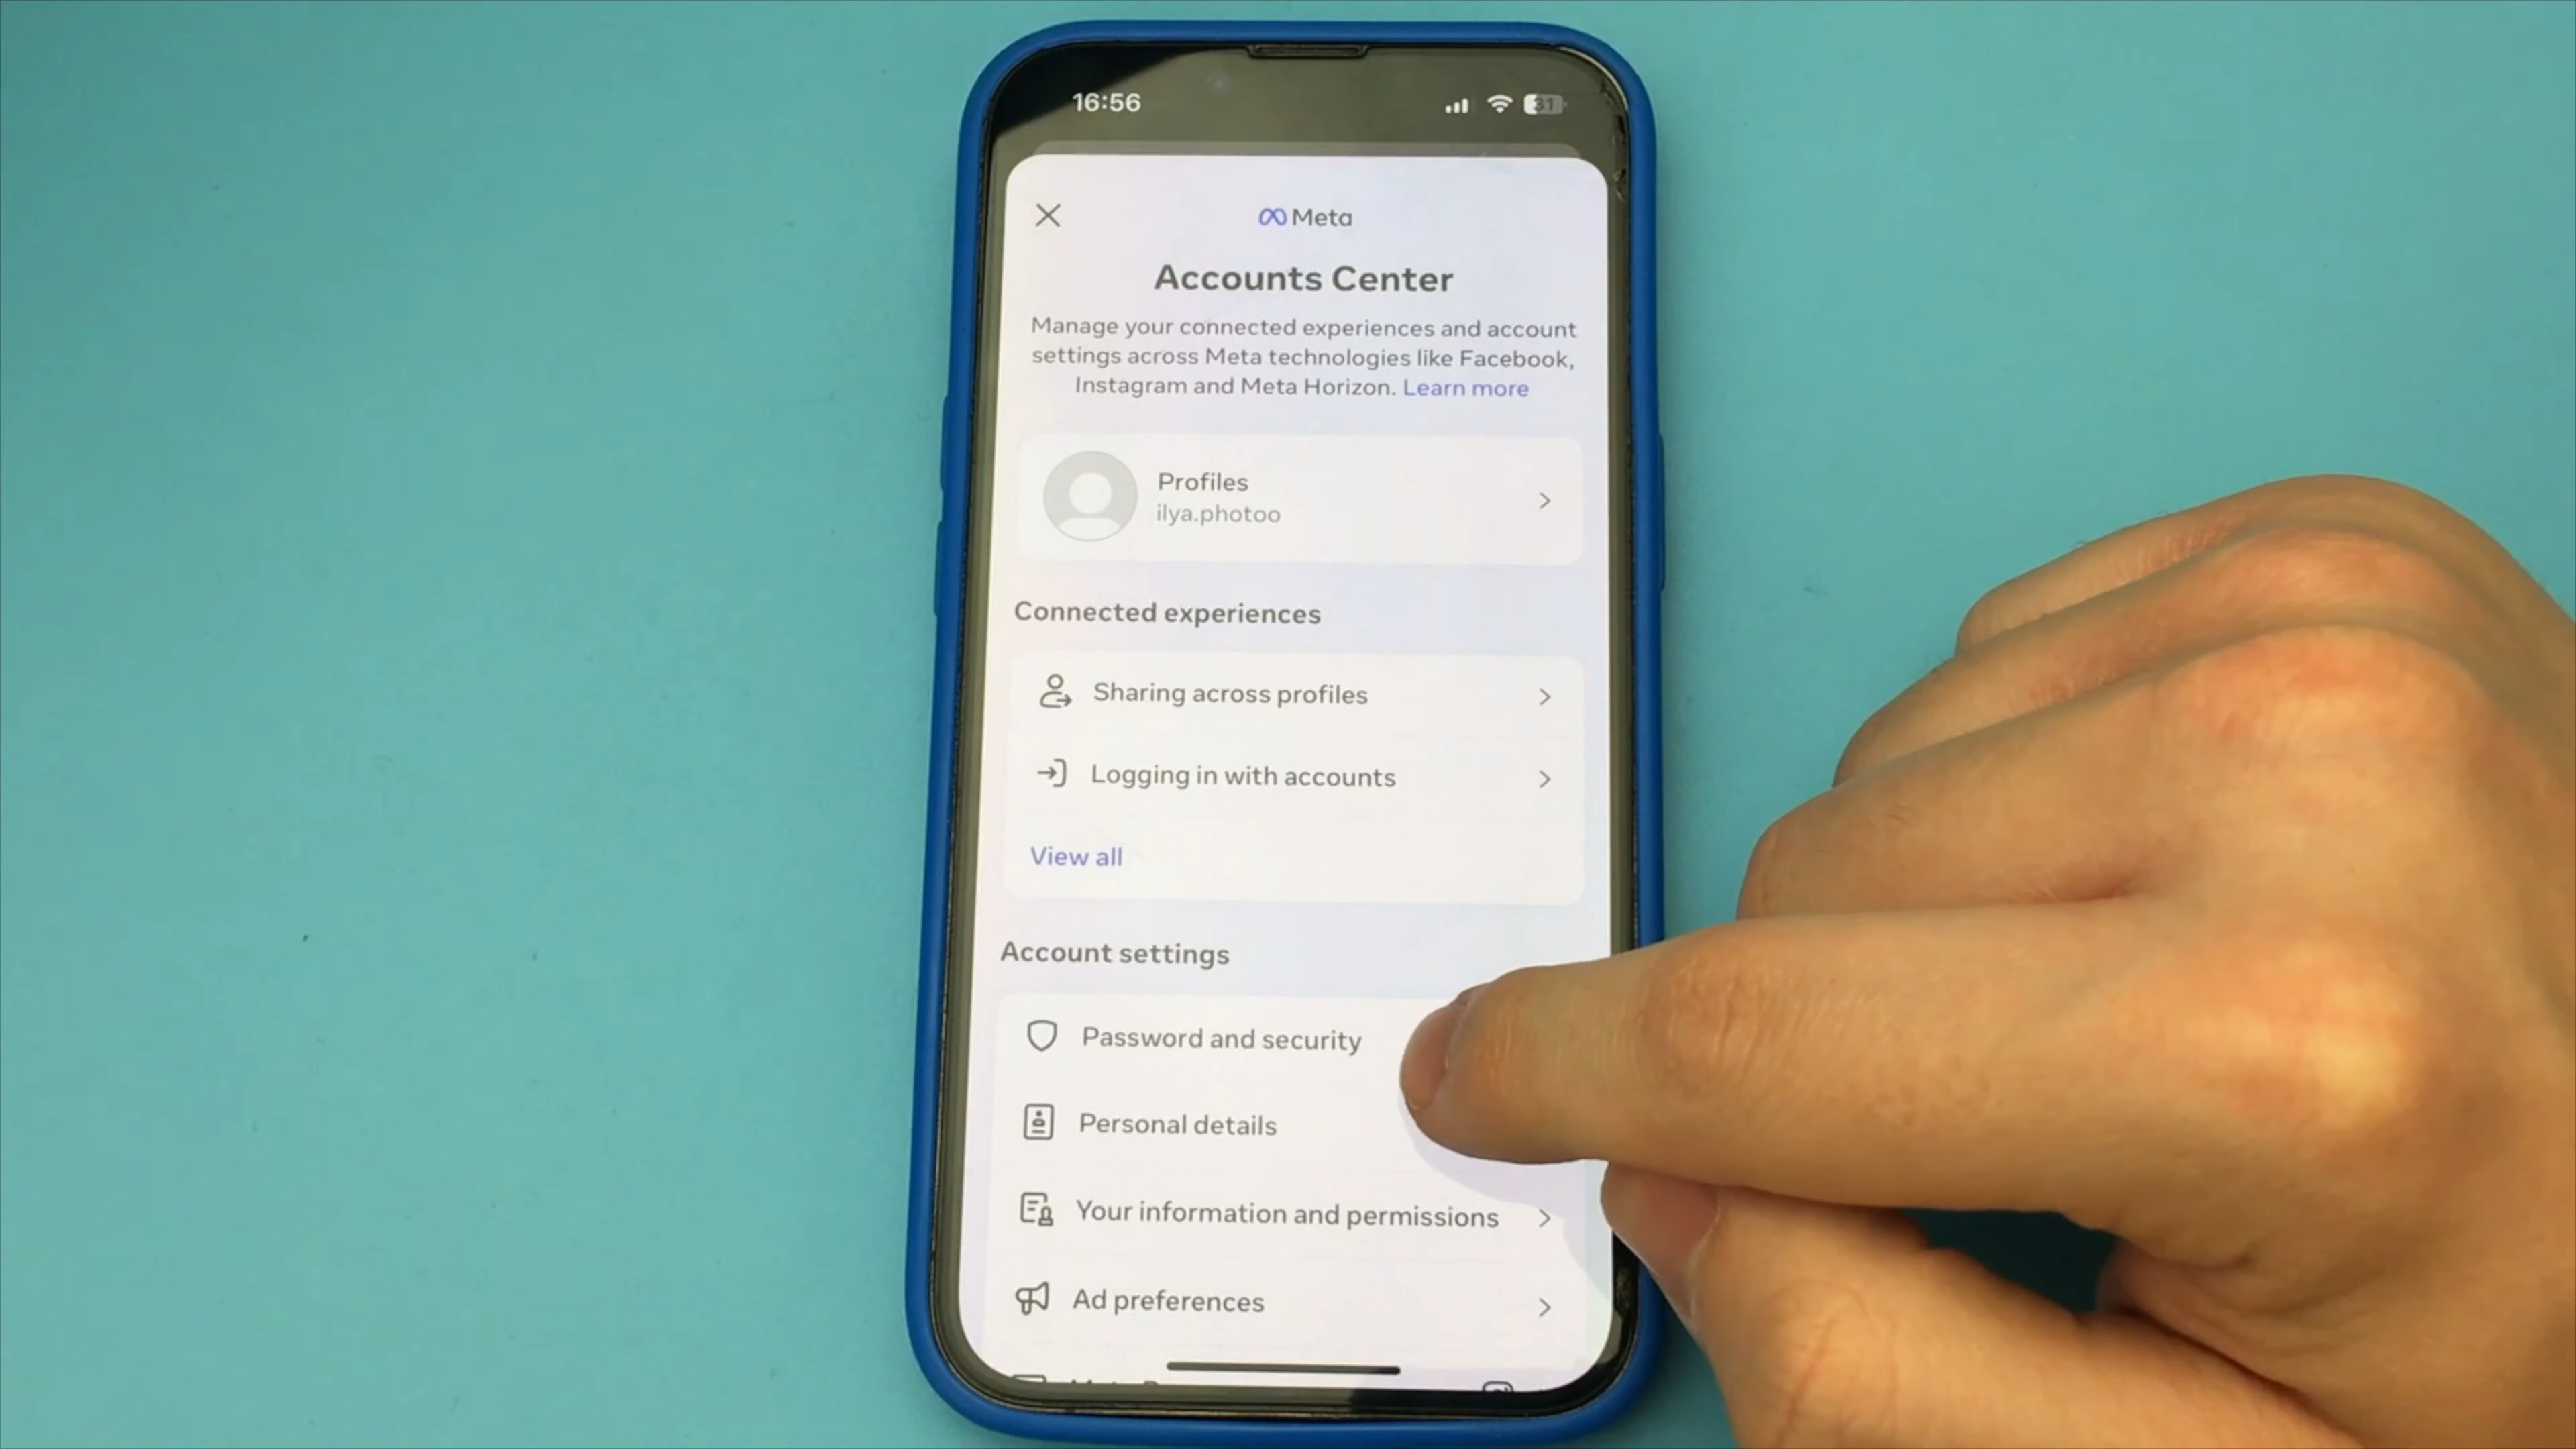 16:56
31
Meta
Accounts Center
Manage your connected experiences and account
settings across Meta technologies like Facebook,
Instagram and Meta Horizon. Learn more
Profiles
ilya.photoo
Connected experiences
Sharing across profiles
Logging in with accounts
View all
Account settings
Password and security
Personal details
Your information and permissions
Ad preferences